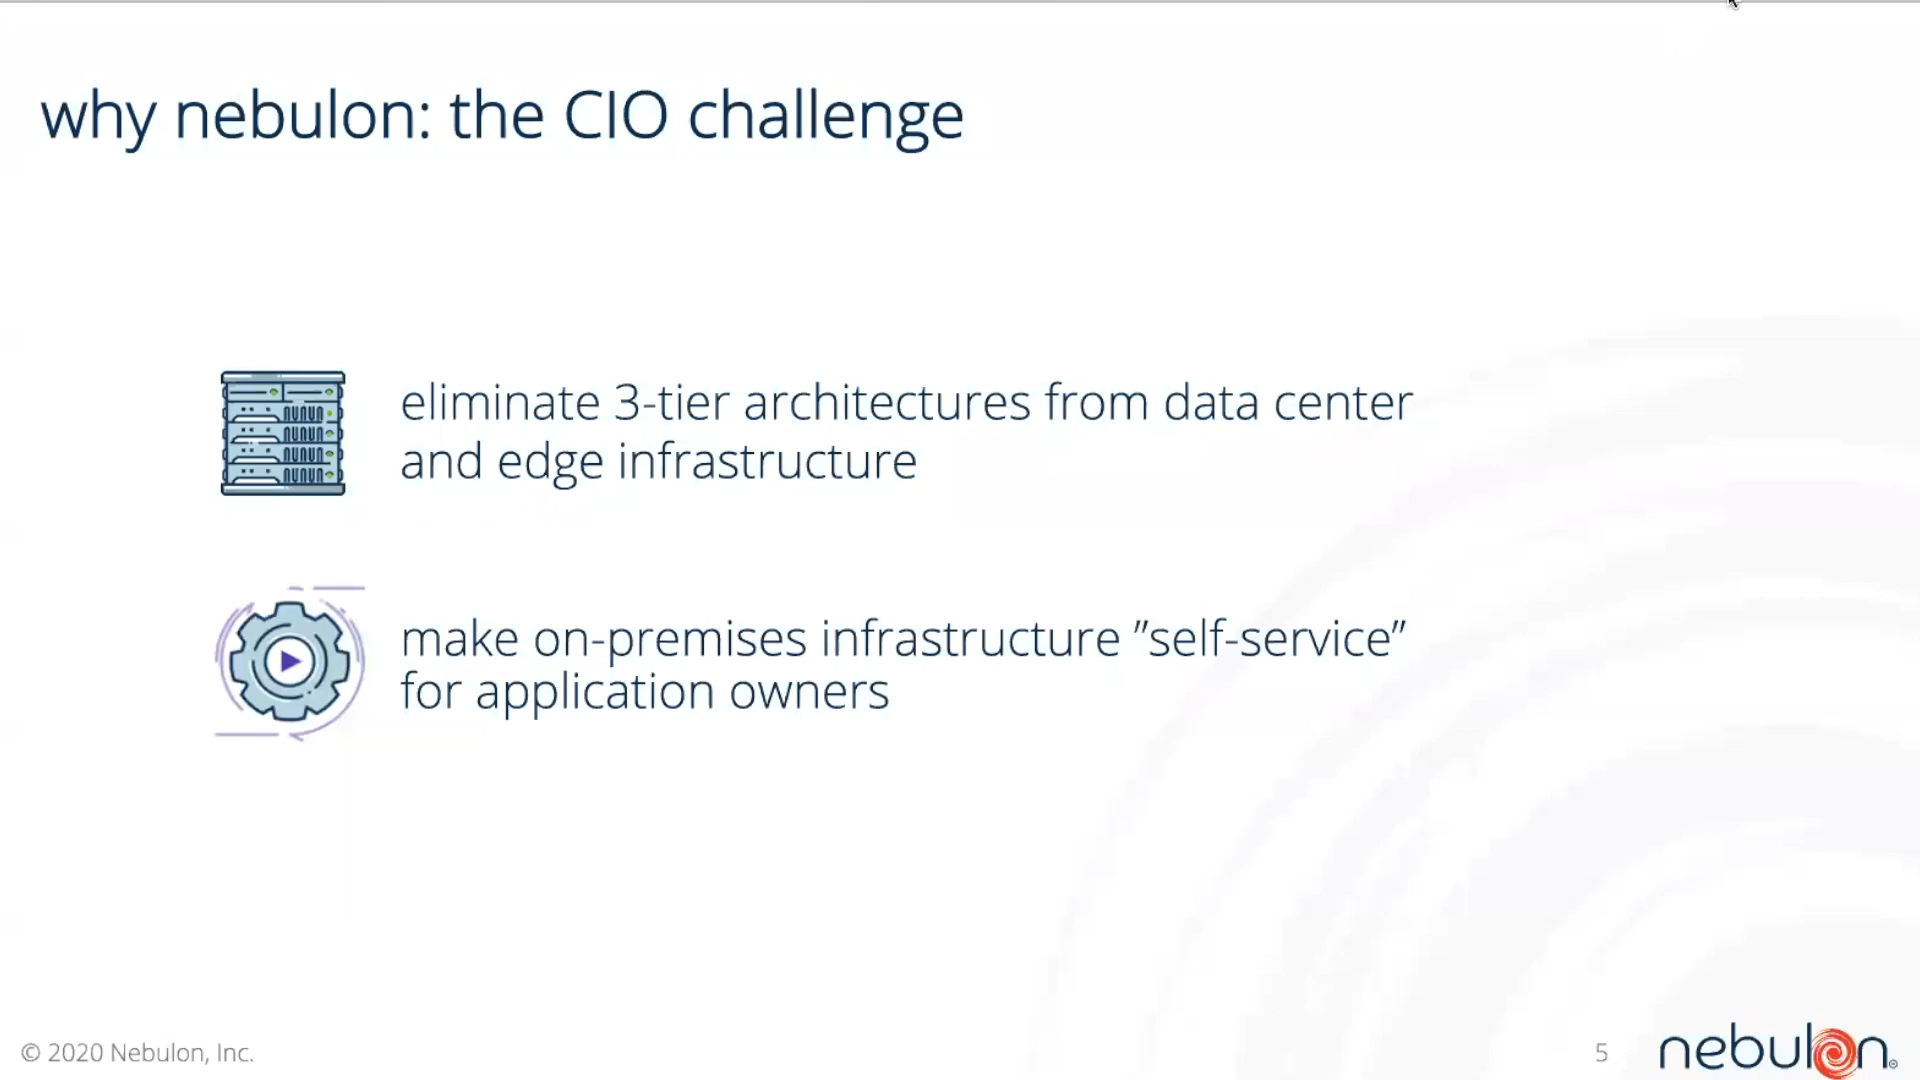 why nebulon: the CIO challenge
eliminate 3-tier architectures from data center
and edge infrastructure
make on-premises infrastructure ”self-service”
for application owners
© 2020 Nebulon, Inc.
5
nebulon®